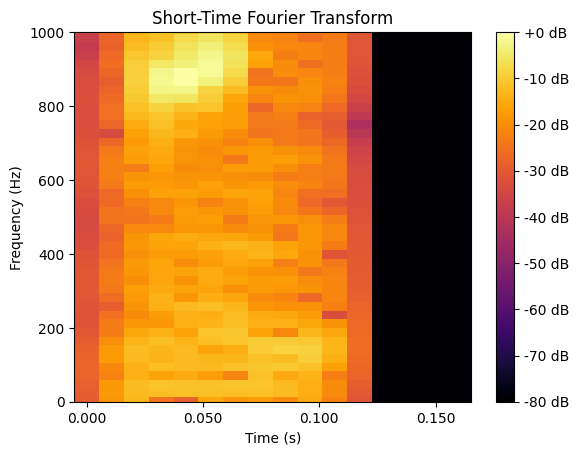 Short-Time Fourier Transform
1000
800
600
400
200
0
Frequency (Hz)
0.000
0.050
0.100
0.150
Time (s)
+0 dB
-10 dB
-20 dB
-30 dB
-40 dB
-50 dB
-60 dB
-70 dB
-80 dB